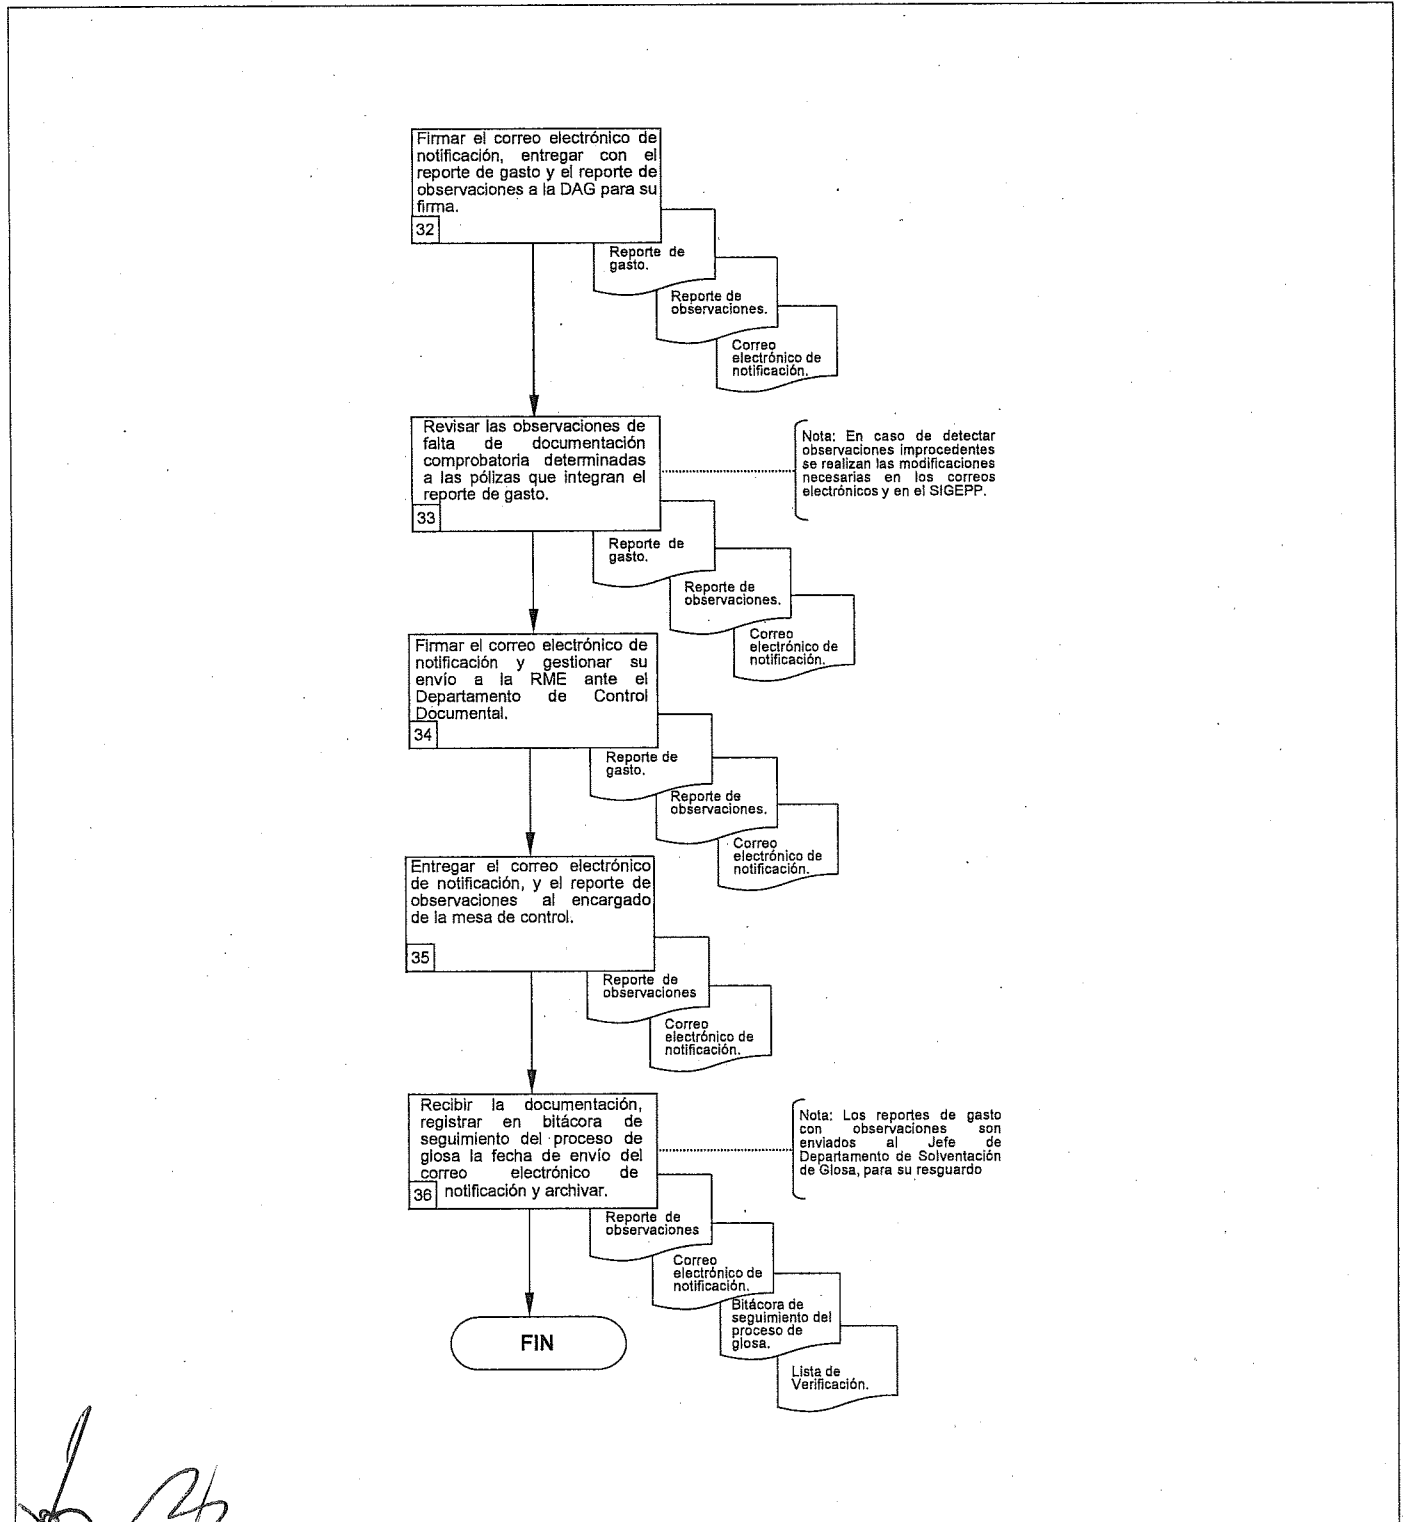 Firmar el correo electrónico de
notificación, entregar con el
reporte de gasto y el reporte de
observaciones a la DAG para su
firma.
32
Reporte de
gasto.
Reporte de
observaciones.
Correo
electrónico de
notificación.
Revisar las observaciones de
falta de documentación
comprobatoria determinadas
a las pólizas que integran el
reporte de gasto.
33
Nota: En caso de detectar
observaciones improcedentes
se realizan las modificaciones
necesarias en los correos
electrónicos y en el SIGEPP.
Reporte de
gasto.
Reporte de
observaciones.
Correo
electrónico de
notificación.
Firmar el correo electrónico de
notificación y gestionar su
envío a la RME ante el
Departamento de Control
Documental.
34
Reporte de
gasto.
Reporte de
observaciones.
Correo
electrónico de
notificación.
Entregar el correo electrónico
de notificación, y el reporte de
observaciones al encargado
de la mesa de control.
35
Reporte de
observaciones
Correo
electrónico de
notificación.
Recibir la documentación,
registrar en bitácora de
seguimiento del proceso de
glosa la fecha de envío del
correo electrónico de
notificación y archivar.
36
Nota: Los reportes de gasto
con observaciones son
enviados al Jefe de
Departamento de Solventación
de Glosa, para su resguardo
Reporte de
observaciones
Correo
electrónico de
notificación.
Bitácora de
seguimiento del
proceso de
glosa.
Lista de
Verificación.
FIN